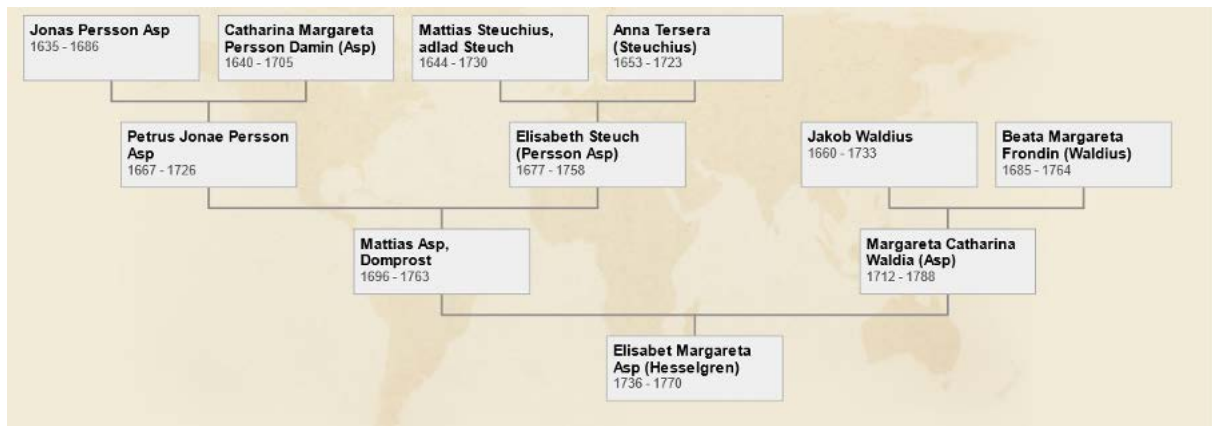 Jonas Persson Asp
1635 - 1686
Catharina Margareta
Persson Damin (Asp)
1640 - 1705
Mattias Steuchius,
adlad Steuch
1644 - 1730
Anna Tersera
(Steuchius)
1653 - 1723
Petrus Jonae Persson
Asp
1667 - 1726
Elisabeth Steuch
(Persson Asp)
1677 - 1758
Jakob Waldius
1660 - 1733
Beata Margareta
Frondin (Waldius)
1685 - 1764
Mattias Asp,
Domprost
1696 - 1763
Margareta Catharina
Waldia (Asp)
1712 - 1788
Elisabet Margareta
Asp (Hesselgren)
1736 - 1770